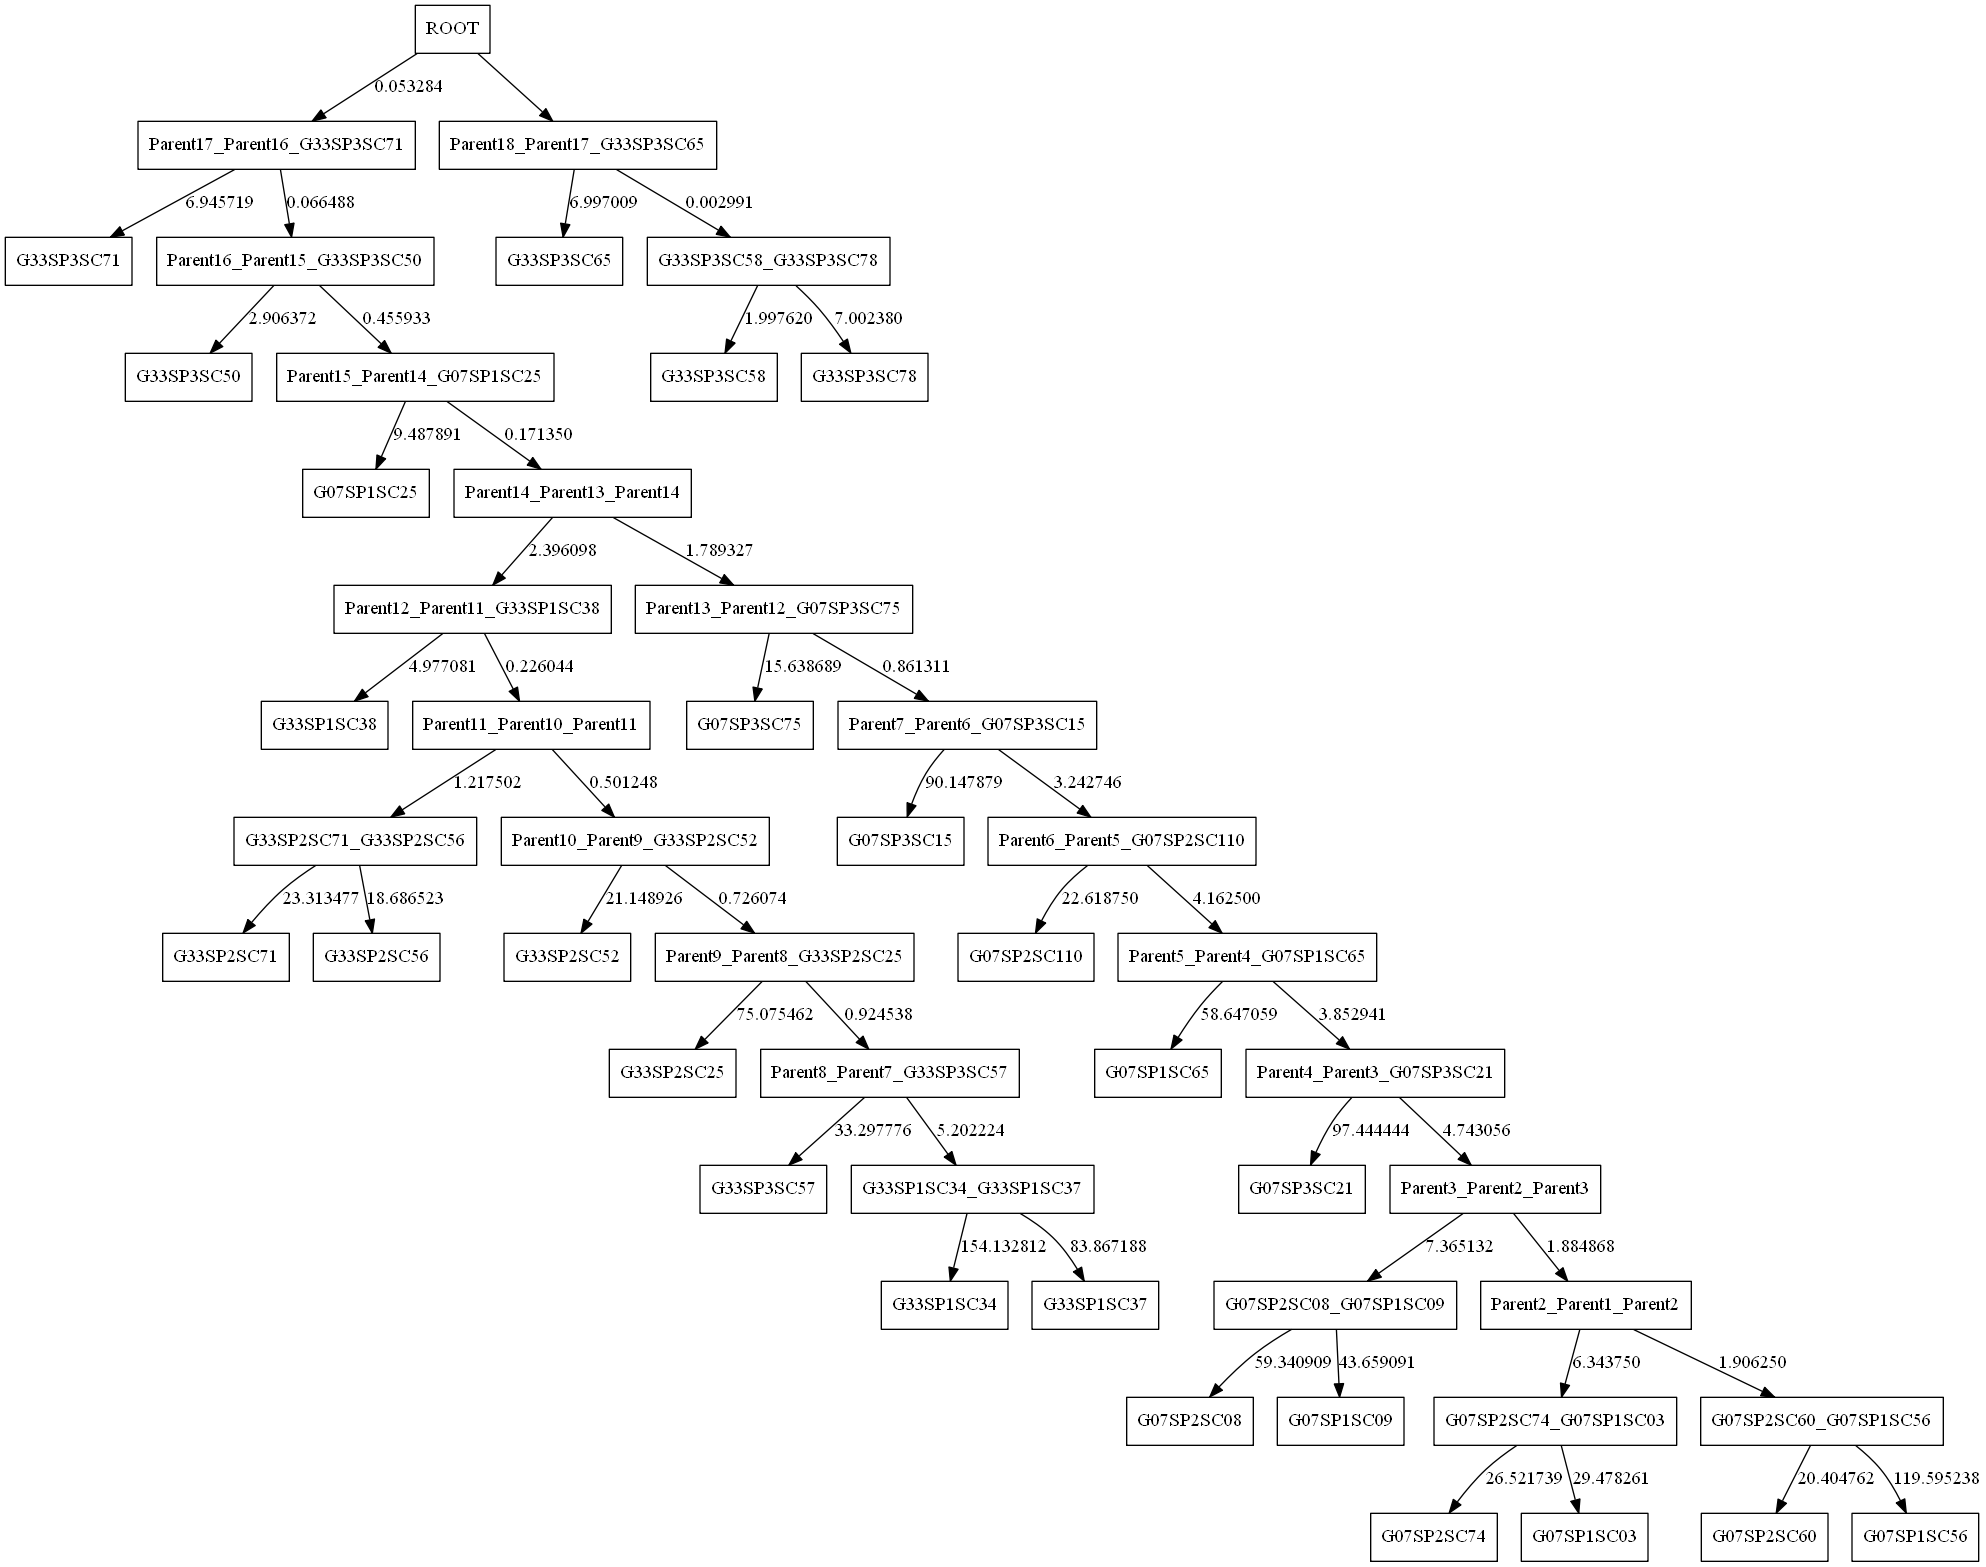 ROOT
0.053284
Parent17_Parent16_G33SP3SC71
Parent18_Parent17_G33SP3SC65
6.945719
0.066488
6.997009
0.002991
G33SP3SC71
Parent16_Parent15_G33SP3SC50
G33SP3SC65
G33SP3SC58_G33SP3SC78
2.906372
0.455933
1.997620
7.002380
G33SP3SC50
Parent15_Parent14_G07SP1SC25
G33SP3SC58
G33SP3SC78
9.487891
0.171350
G07SP1SC25
Parent14_Parent13_Parent14
2.396098
1.789327
Parent12_Parent11_G33SP1SC38
Parent13_Parent12_G07SP3SC75
4.977081
0.226044
15.638689
0.861311
G33SP1SC38
Parent11_Parent10_Parent11
G07SP3SC75
Parent7_Parent6_G07SP3SC15
1.217502
0.501248
90.147879
3.242746
G33SP2SC71_G33SP2SC56
Parent10_Parent9_G33SP2SC52
G07SP3SC15
Parent6_Parent5_G07SP2SC110
23.313477
18.686523
21.148926
0.726074
22.618750
4.162500
G33SP2SC71
G33SP2SC56
G33SP2SC52
Parent9_Parent8_G33SP2SC25
G07SP2SC110
Parent5_Parent4_G07SP1SC65
75.075462
0.924538
58.647059
3.852941
G33SP2SC25
Parent8_Parent7_G33SP3SC57
G07SP1SC65
Parent4_Parent3_G07SP3SC21
33.297776
5.202224
97.444444
4.743056
G33SP3SC57
G33SP1SC34_G33SP1SC37
G07SP3SC21
Parent3_Parent2_Parent3
154.132812
83.867188
7.365132
1.884868
G33SP1SC34
G33SP1SC37
G07SP2SC08_G07SP1SC09
Parent2_Parent1_Parent2
59.340909
43.659091
6.343750
1.906250
G07SP2SC08
G07SP1SC09
G07SP2SC74_G07SP1SC03
G07SP2SC60_G07SP1SC56
26.521739
29.478261
20.404762
119.595238
G07SP2SC74
G07SP1SC03
G07SP2SC60
G07SP1SC56